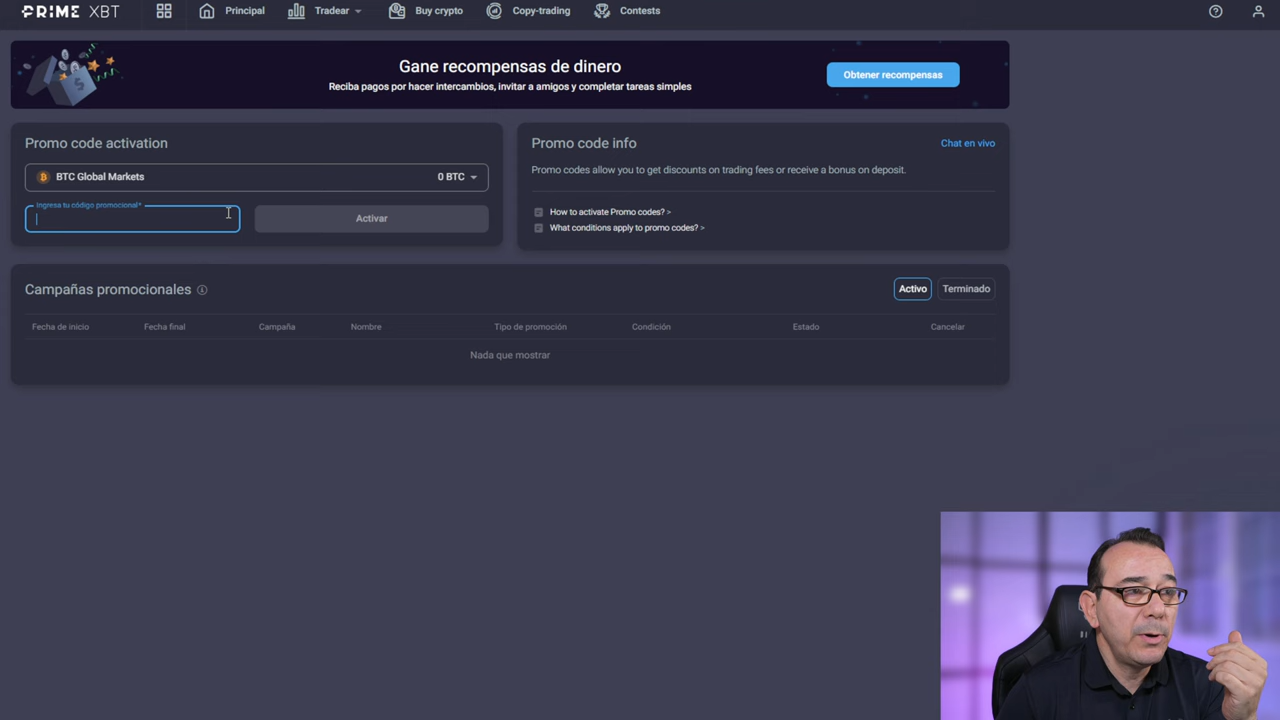 PRIME XBT
Principal
Tradear
Buy crypto
Copy-trading
Contests
Gane recompensas de dinero
Reciba pagos por hacer intercambios, invitar a amigos y completar tareas simples
Obtener recompensas
Promo code activation
BTC Global Markets
0 BTC
Ingresa tu código promocional*
Activar
Promo code info
Chat en vivo
Promo codes allow you to get discounts on trading fees or receive a bonus on deposit.
How to activate Promo codes? >
What conditions apply to promo codes? >
Campañas promocionales
Activo
Terminado
Fecha de inicio
Fecha final
Campaña
Nombre
Tipo de promoción
Condición
Estado
Cancelar
Nada que mostrar